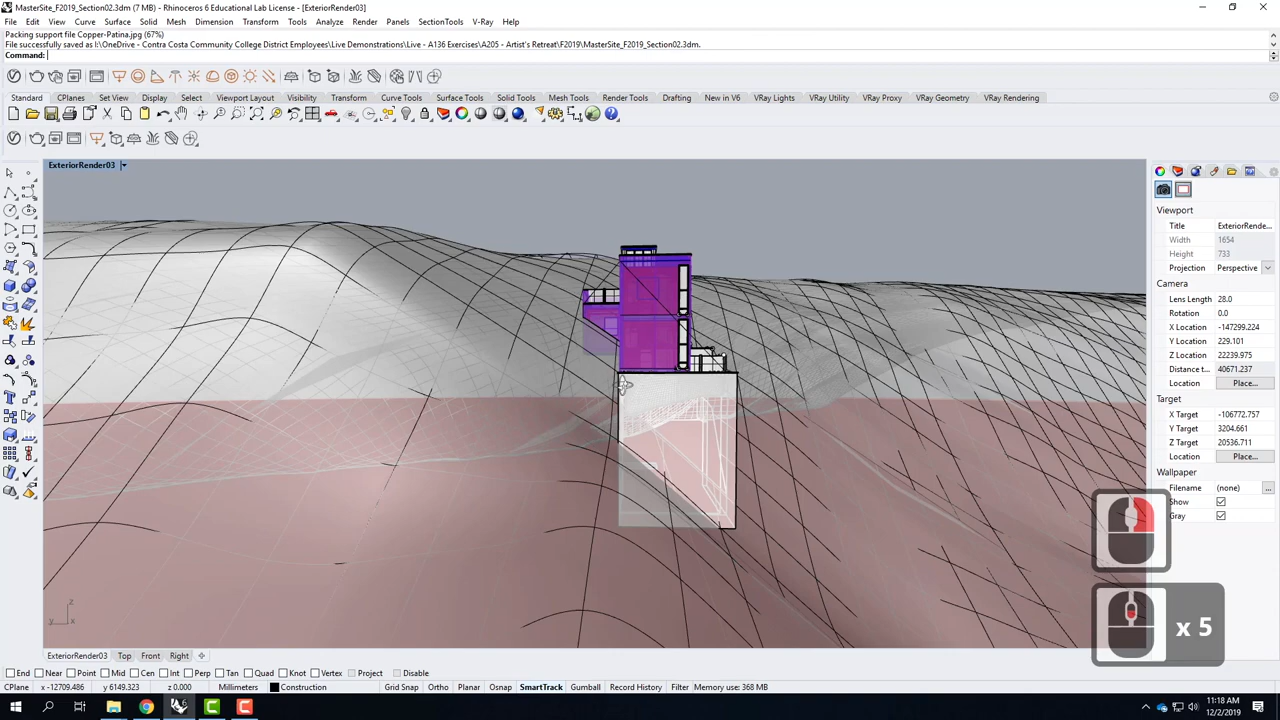 MasterSite_F2019_Section02.3dm (7 MB) - Rhinoceros 6 Educational Lab License - [ExteriorRender03]
File Edit View Curve Surface Solid Mesh Dimension Transform Tools Analyze Render Panels SectionTools V-Ray Help
Packing support file Copper-Patina.jpg (67%)
File successfully saved as I:\OneDrive - Contra Costa Community College District Employees\Live Demonstrations\Live - A136 Exercises\A205 - Artist's Retreat\F2019\MasterSite_F2019_Section02.3dm.
Command:
Standard CPlanes Set View Display Select Viewport Layout Visibility Transform Curve Tools Surface Tools Solid Tools Mesh Tools Render Tools Drafting New in V6 VRay Lights VRay Utility VRay Proxy VRay Geometry VRay Rendering
ExteriorRender03
Viewport
Title ExteriorRende...
Width 1654
Height 733
Projection Perspective
Camera
Lens Length 28.0
Rotation 0.0
X Location -147299.224
Y Location 229.101
Z Location 22239.975
Distance t... 40671.237
Location Place...
Target
X Target -106772.757
Y Target 3204.661
Z Target 20536.711
Location Place...
Wallpaper
Filename (none) ...
Show
Gray
x 5
z
y x
ExteriorRender03 Top Front Right
End Near Point Mid Cen Int Perp Tan Quad Knot Vertex Project Disable
CPlane x -12709.486 y 6149.323 z 0.000 Millimeters Construction Grid Snap Ortho Planar Osnap SmartTrack Gumball Record History Filter Memory use: 368 MB
11:18 AM
12/2/2019